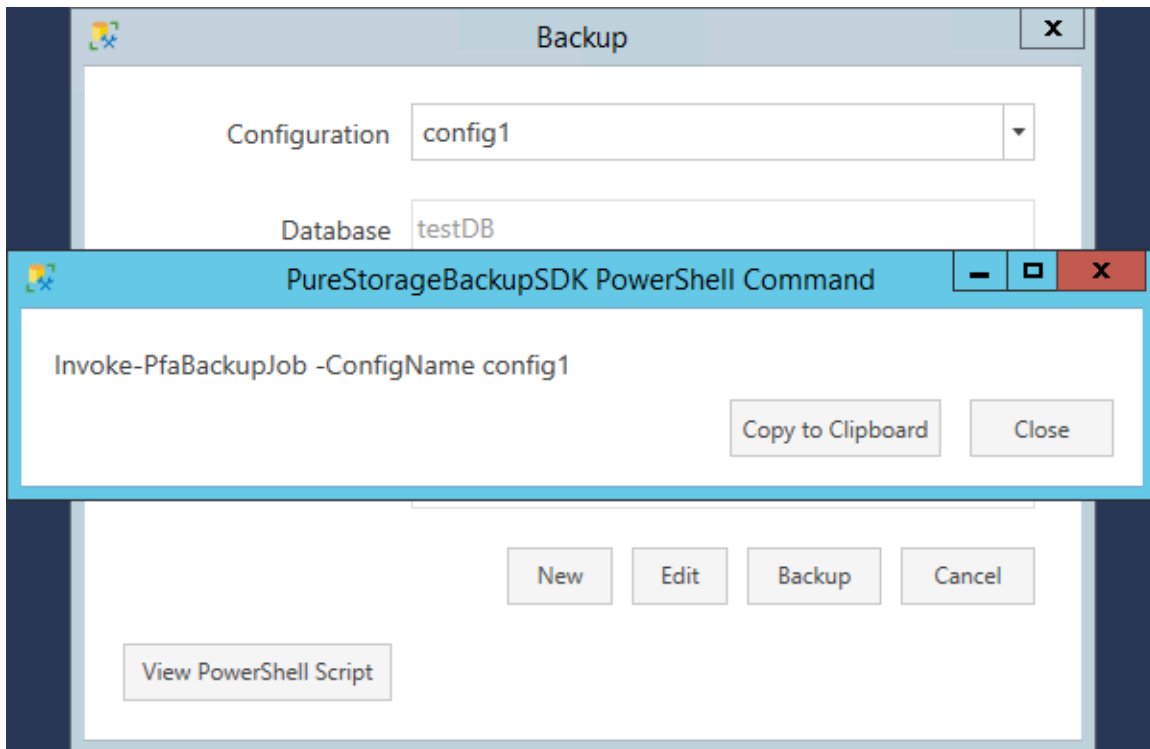 Backup
Configuration config1
Database testDB
PureStorageBackupSDK PowerShell Command
Invoke-PfaBackupJob -ConfigName config1
Copy to Clipboard Close
New Edit Backup Cancel
View PowerShell Script